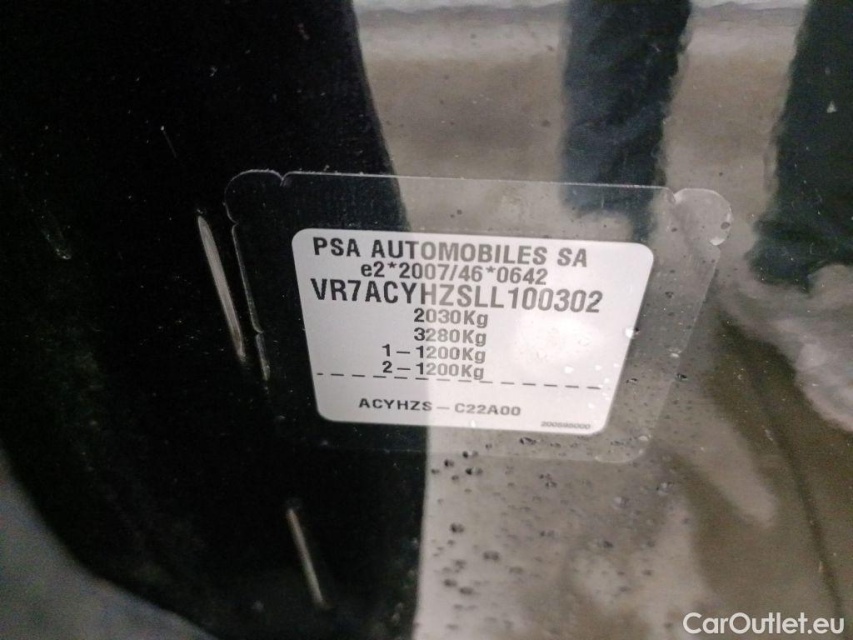 PSA AUTOMOBILES SA
e2*2007/46*0642
VR7ACYHZSLL100302
2030Kg
3280Kg
1-1200Kg
2-1200Kg
ACYHZS-C22A00
CarOutlet.eu